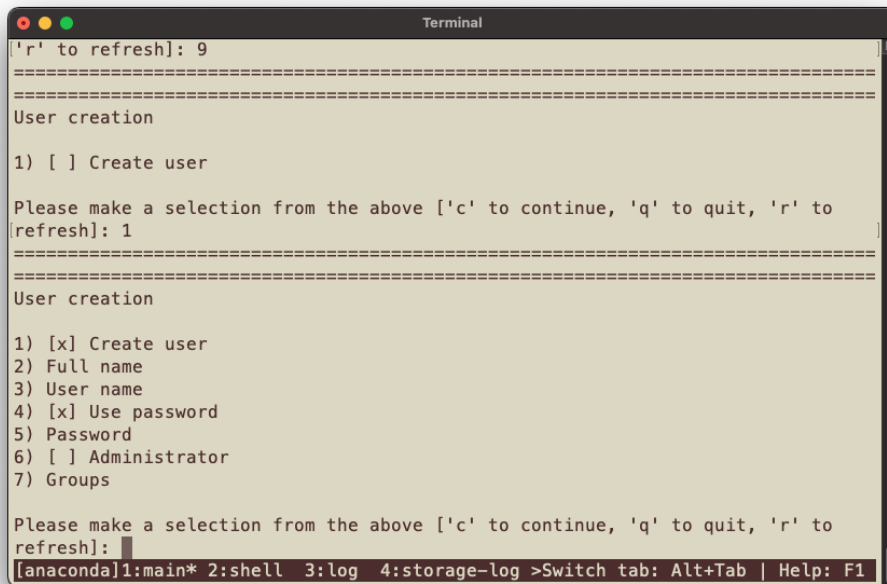 Terminal
['r' to refresh]: 9
================================================================================
================================================================================
User creation
1) [ ] Create user
Please make a selection from the above ['c' to continue, 'q' to quit, 'r' to
[refresh]: 1 ]
================================================================================
================================================================================
User creation
1) [x] Create user
2) Full name
3) User name
4) [x] Use password
5) Password
6) [ ] Administrator
7) Groups
Please make a selection from the above ['c' to continue, 'q' to quit, 'r' to
refresh]:
[anaconda]1:main* 2:shell  3:log  4:storage-log >Switch tab: Alt+Tab | Help: F1